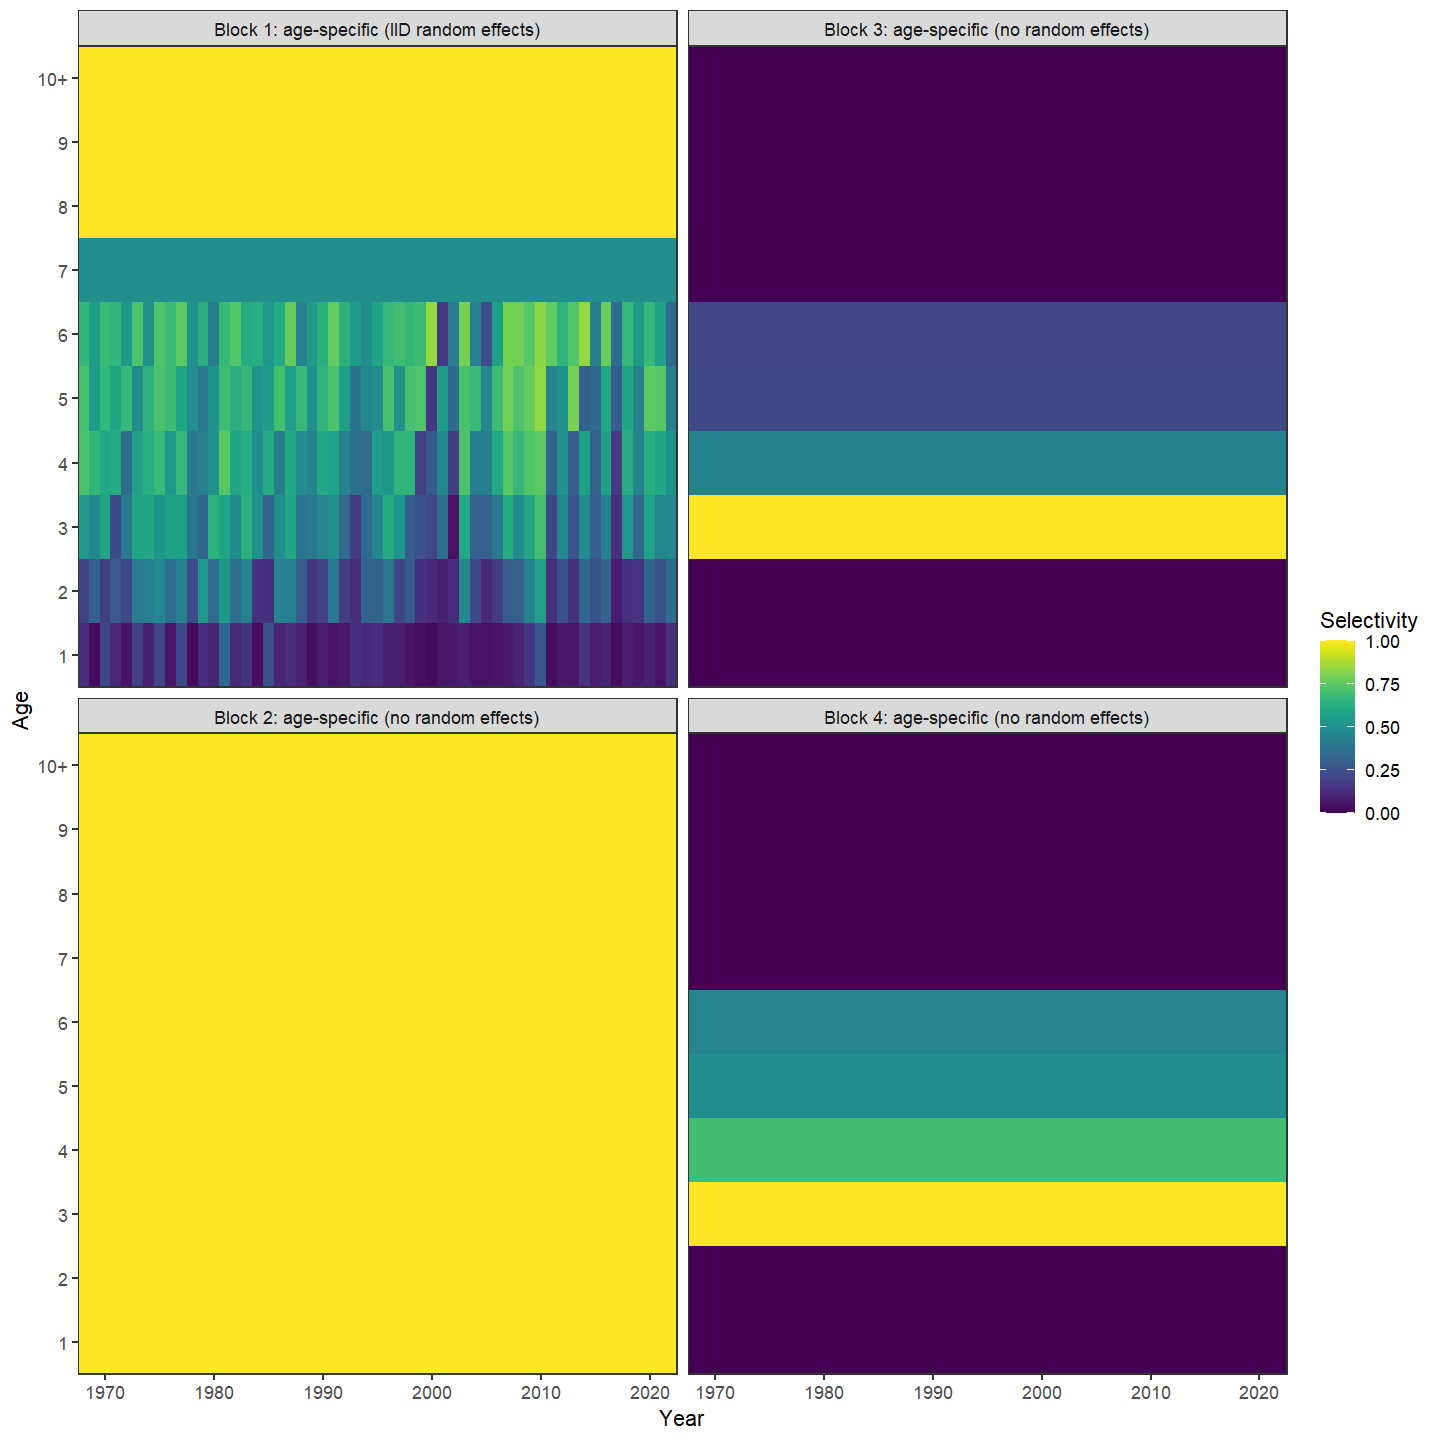 Block 1: age-specific (IID random effects)
Block 3: age-specific (no random effects)
10+
9
8
7
6
5
4
3
2
1
Block 2: age-specific (no random effects)
Block 4: age-specific (no random effects)
10+
9
8
7
6
5
4
3
2
1
Age
1970 1980 1990 2000 2010 2020
1970 1980 1990 2000 2010 2020
Year
Selectivity
1.00
0.75
0.50
0.25
0.00